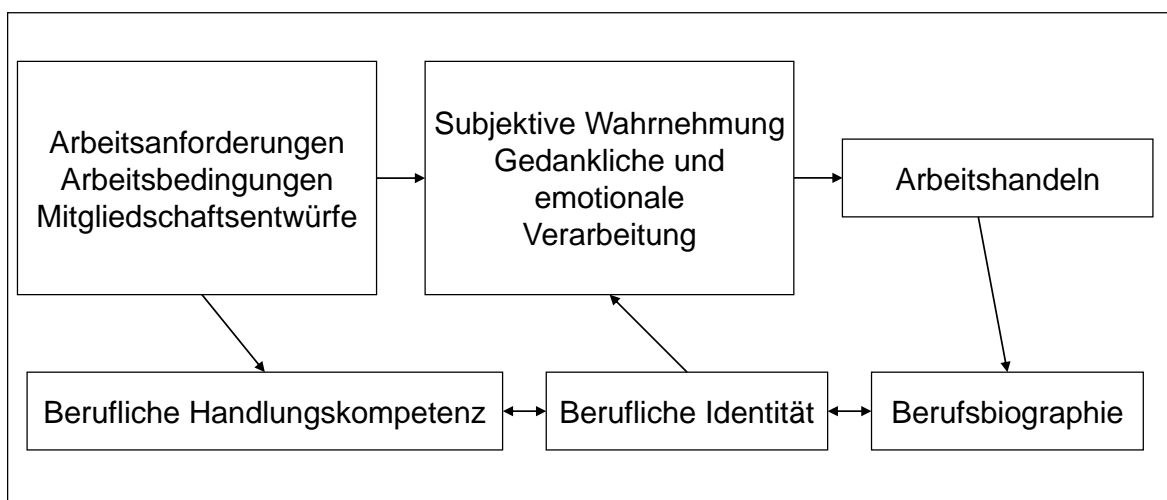 Arbeitsanforderungen
Arbeitsbedingungen
Mitgliedschaftsentwürfe
Subjektive Wahrnehmung
Gedankliche und
emotionale
Verarbeitung
Arbeitshandeln
Berufliche Handlungskompetenz
Berufliche Identität
Berufsbiographie